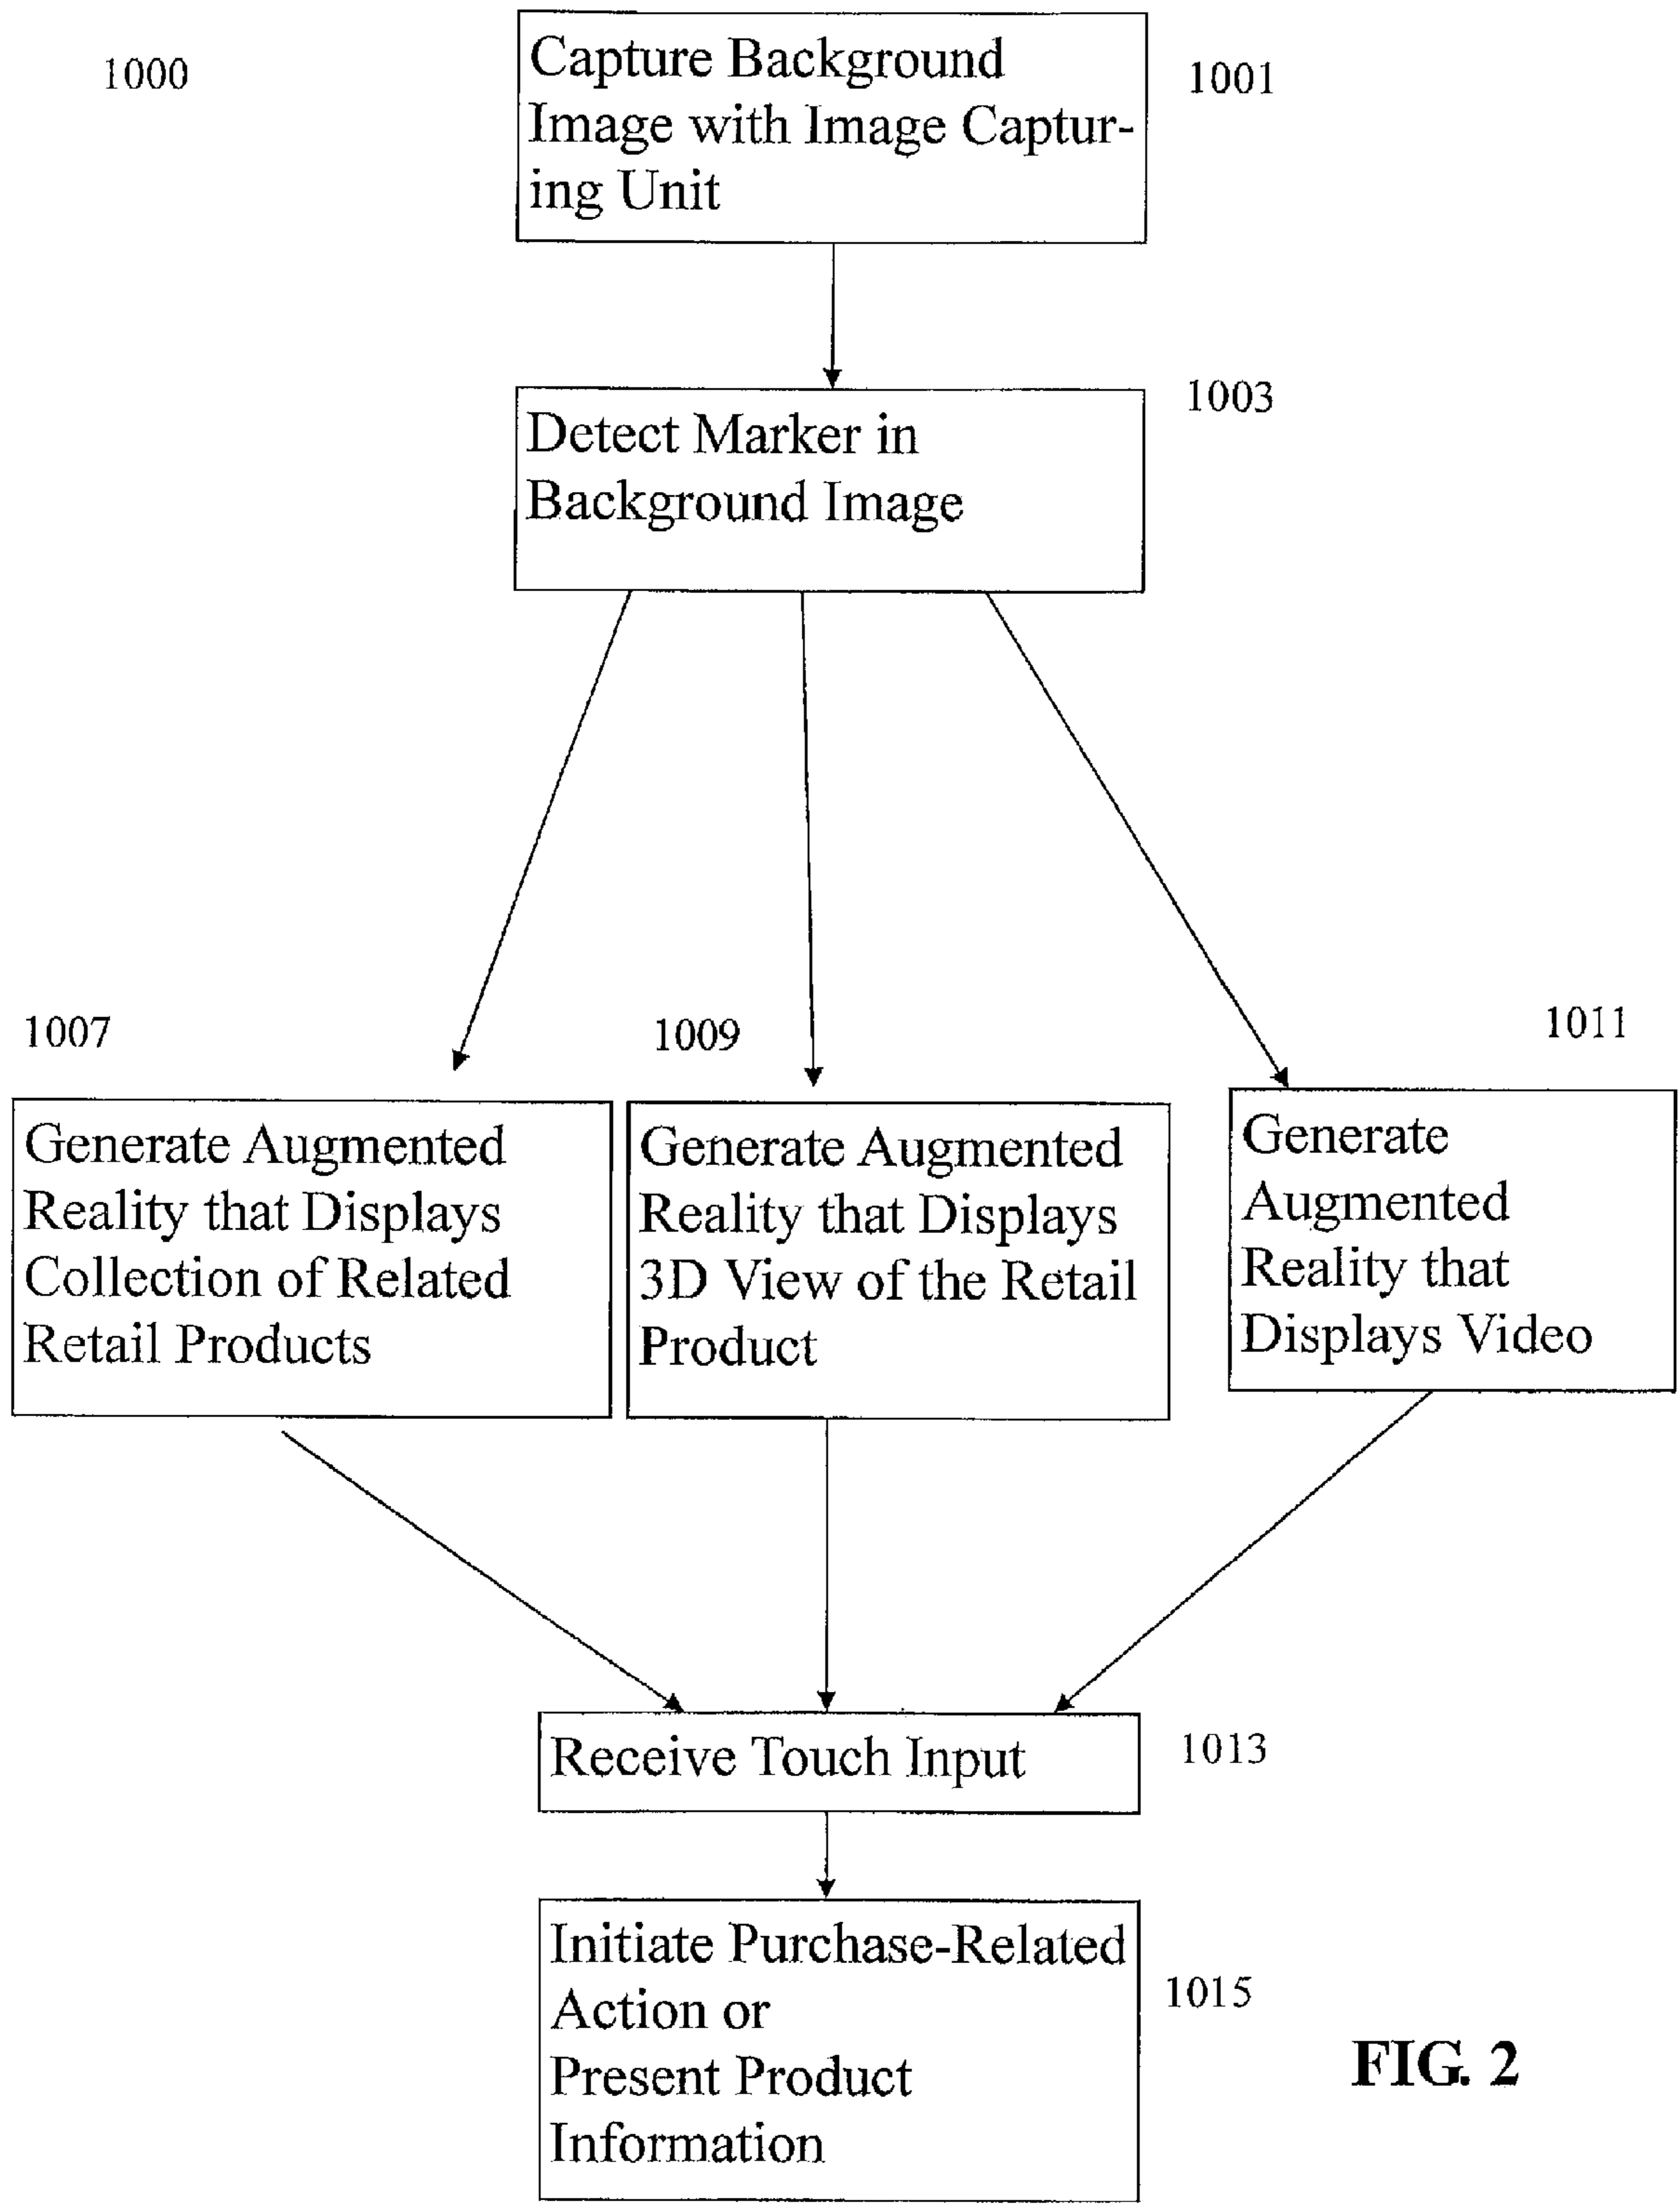 1000
Capture Background
Image with Image Captur-
ing Unit
1001
Detect Marker in
Background Image
1003
1007
Generate Augmented
Reality that Displays
Collection of Related
Retail Products
1009
Generate Augmented
Reality that Displays
3D View of the Retail
Product
1011
Generate
Augmented
Reality that
Displays Video
Receive Touch Input
1013
Initiate Purchase-Related
Action or
Present Product
Information
1015
FIG. 2